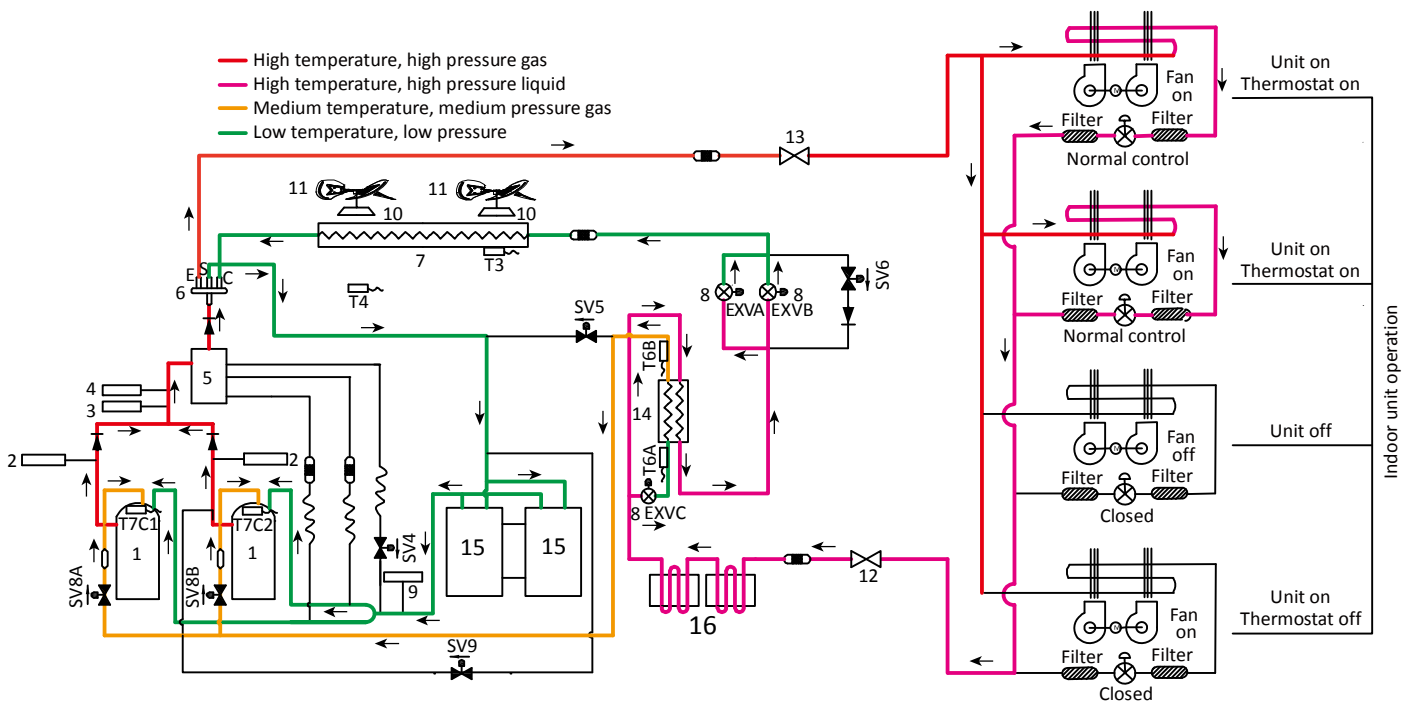 High temperature, high pressure gas
High temperature, high pressure liquid
Medium temperature, medium pressure gas
Low temperature, low pressure
13
11
11
10
10
7
T3
T4
E
S
C
6
5
4
3
2
2
T7C1
T7C2
1
1
SV8A
SV8B
SV4
9
SV9
15
15
SV5
T6B
14
T6A
8 EXVC
8
8
EXVA
EXVB
SV6
16
12
M
Fan
on
Filter
Filter
Normal control
Unit on
Thermostat on
M
Fan
on
Filter
Filter
Normal control
Unit on
Thermostat on
M
Fan
off
Filter
Filter
Closed
Unit off
M
Fan
on
Filter
Filter
Closed
Unit on
Thermostat off
Indoor unit operation